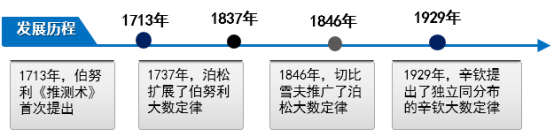 发展历程
1713年
1837年
1846年
1929年
1713年，伯努
利《推测术》
首次提出
1737年，泊松
扩展了伯努利
大数定律
1846年，切比
雪夫推广了泊
松大数定律
1929年，辛钦提
出了独立同分布
的辛钦大数定律